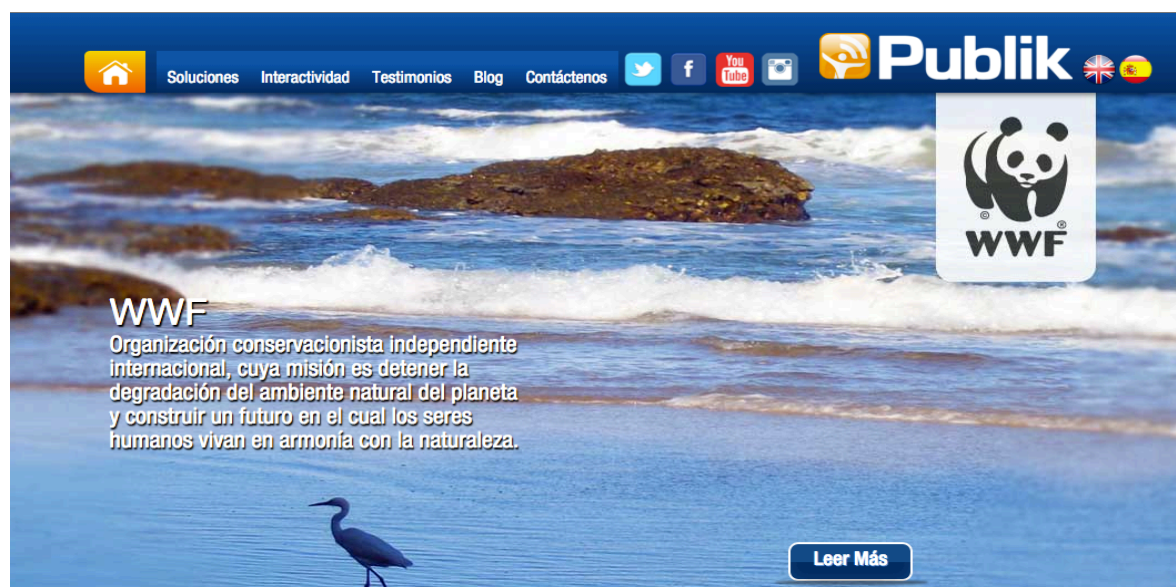 Soluciones Interactividad Testimonios Blog Contáctenos
You
Tube
f
Publik
©
®
WWF
WWF
Organización conservacionista independiente
internacional, cuya misión es detener la
degradación del ambiente natural del planeta
y construir un futuro en el cual los seres
humanos vivan en armonía con la naturaleza.
Leer Más